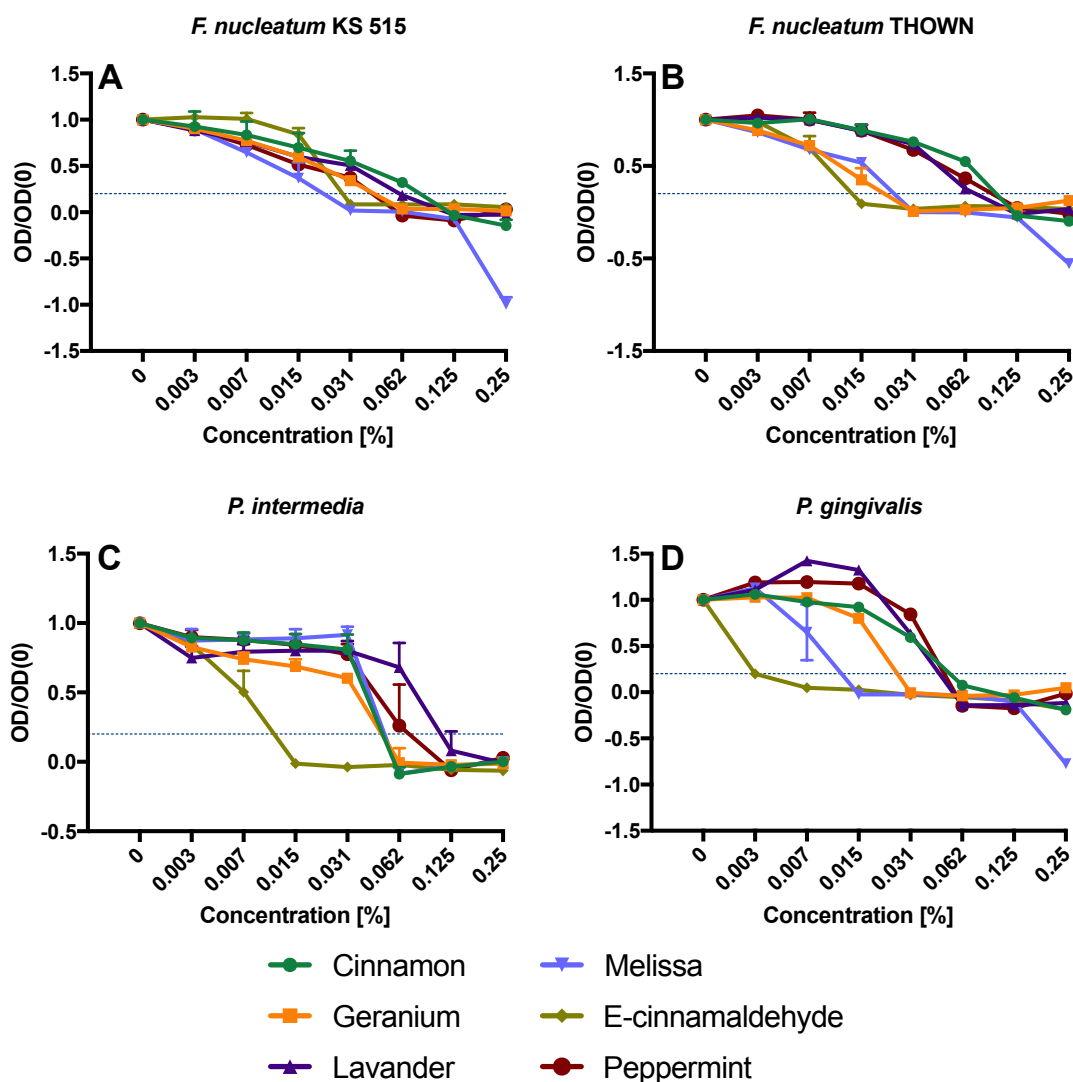 F. nucleatum KS 515
A
1.5
1.0
0.5
0.0
-0.5
-1.0
-1.5
OD/OD(0)
0 0.003 0.007 0.015 0.031 0.062 0.125 0.25
Concentration [%]
F. nucleatum THOWN
B
1.5
1.0
0.5
0.0
-0.5
-1.0
-1.5
OD/OD(0)
0 0.003 0.007 0.015 0.031 0.062 0.125 0.25
Concentration [%]
P. intermedia
C
1.5
1.0
0.5
0.0
-0.5
OD/OD(0)
0 0.003 0.007 0.015 0.031 0.062 0.125 0.25
Concentration [%]
P. gingivalis
D
1.5
1.0
0.5
0.0
-0.5
-1.0
-1.5
OD/OD(0)
0 0.003 0.007 0.015 0.031 0.062 0.125 0.25
Concentration [%]
Cinnamon
Geranium
Lavander
Melissa
E-cinnamaldehyde
Peppermint